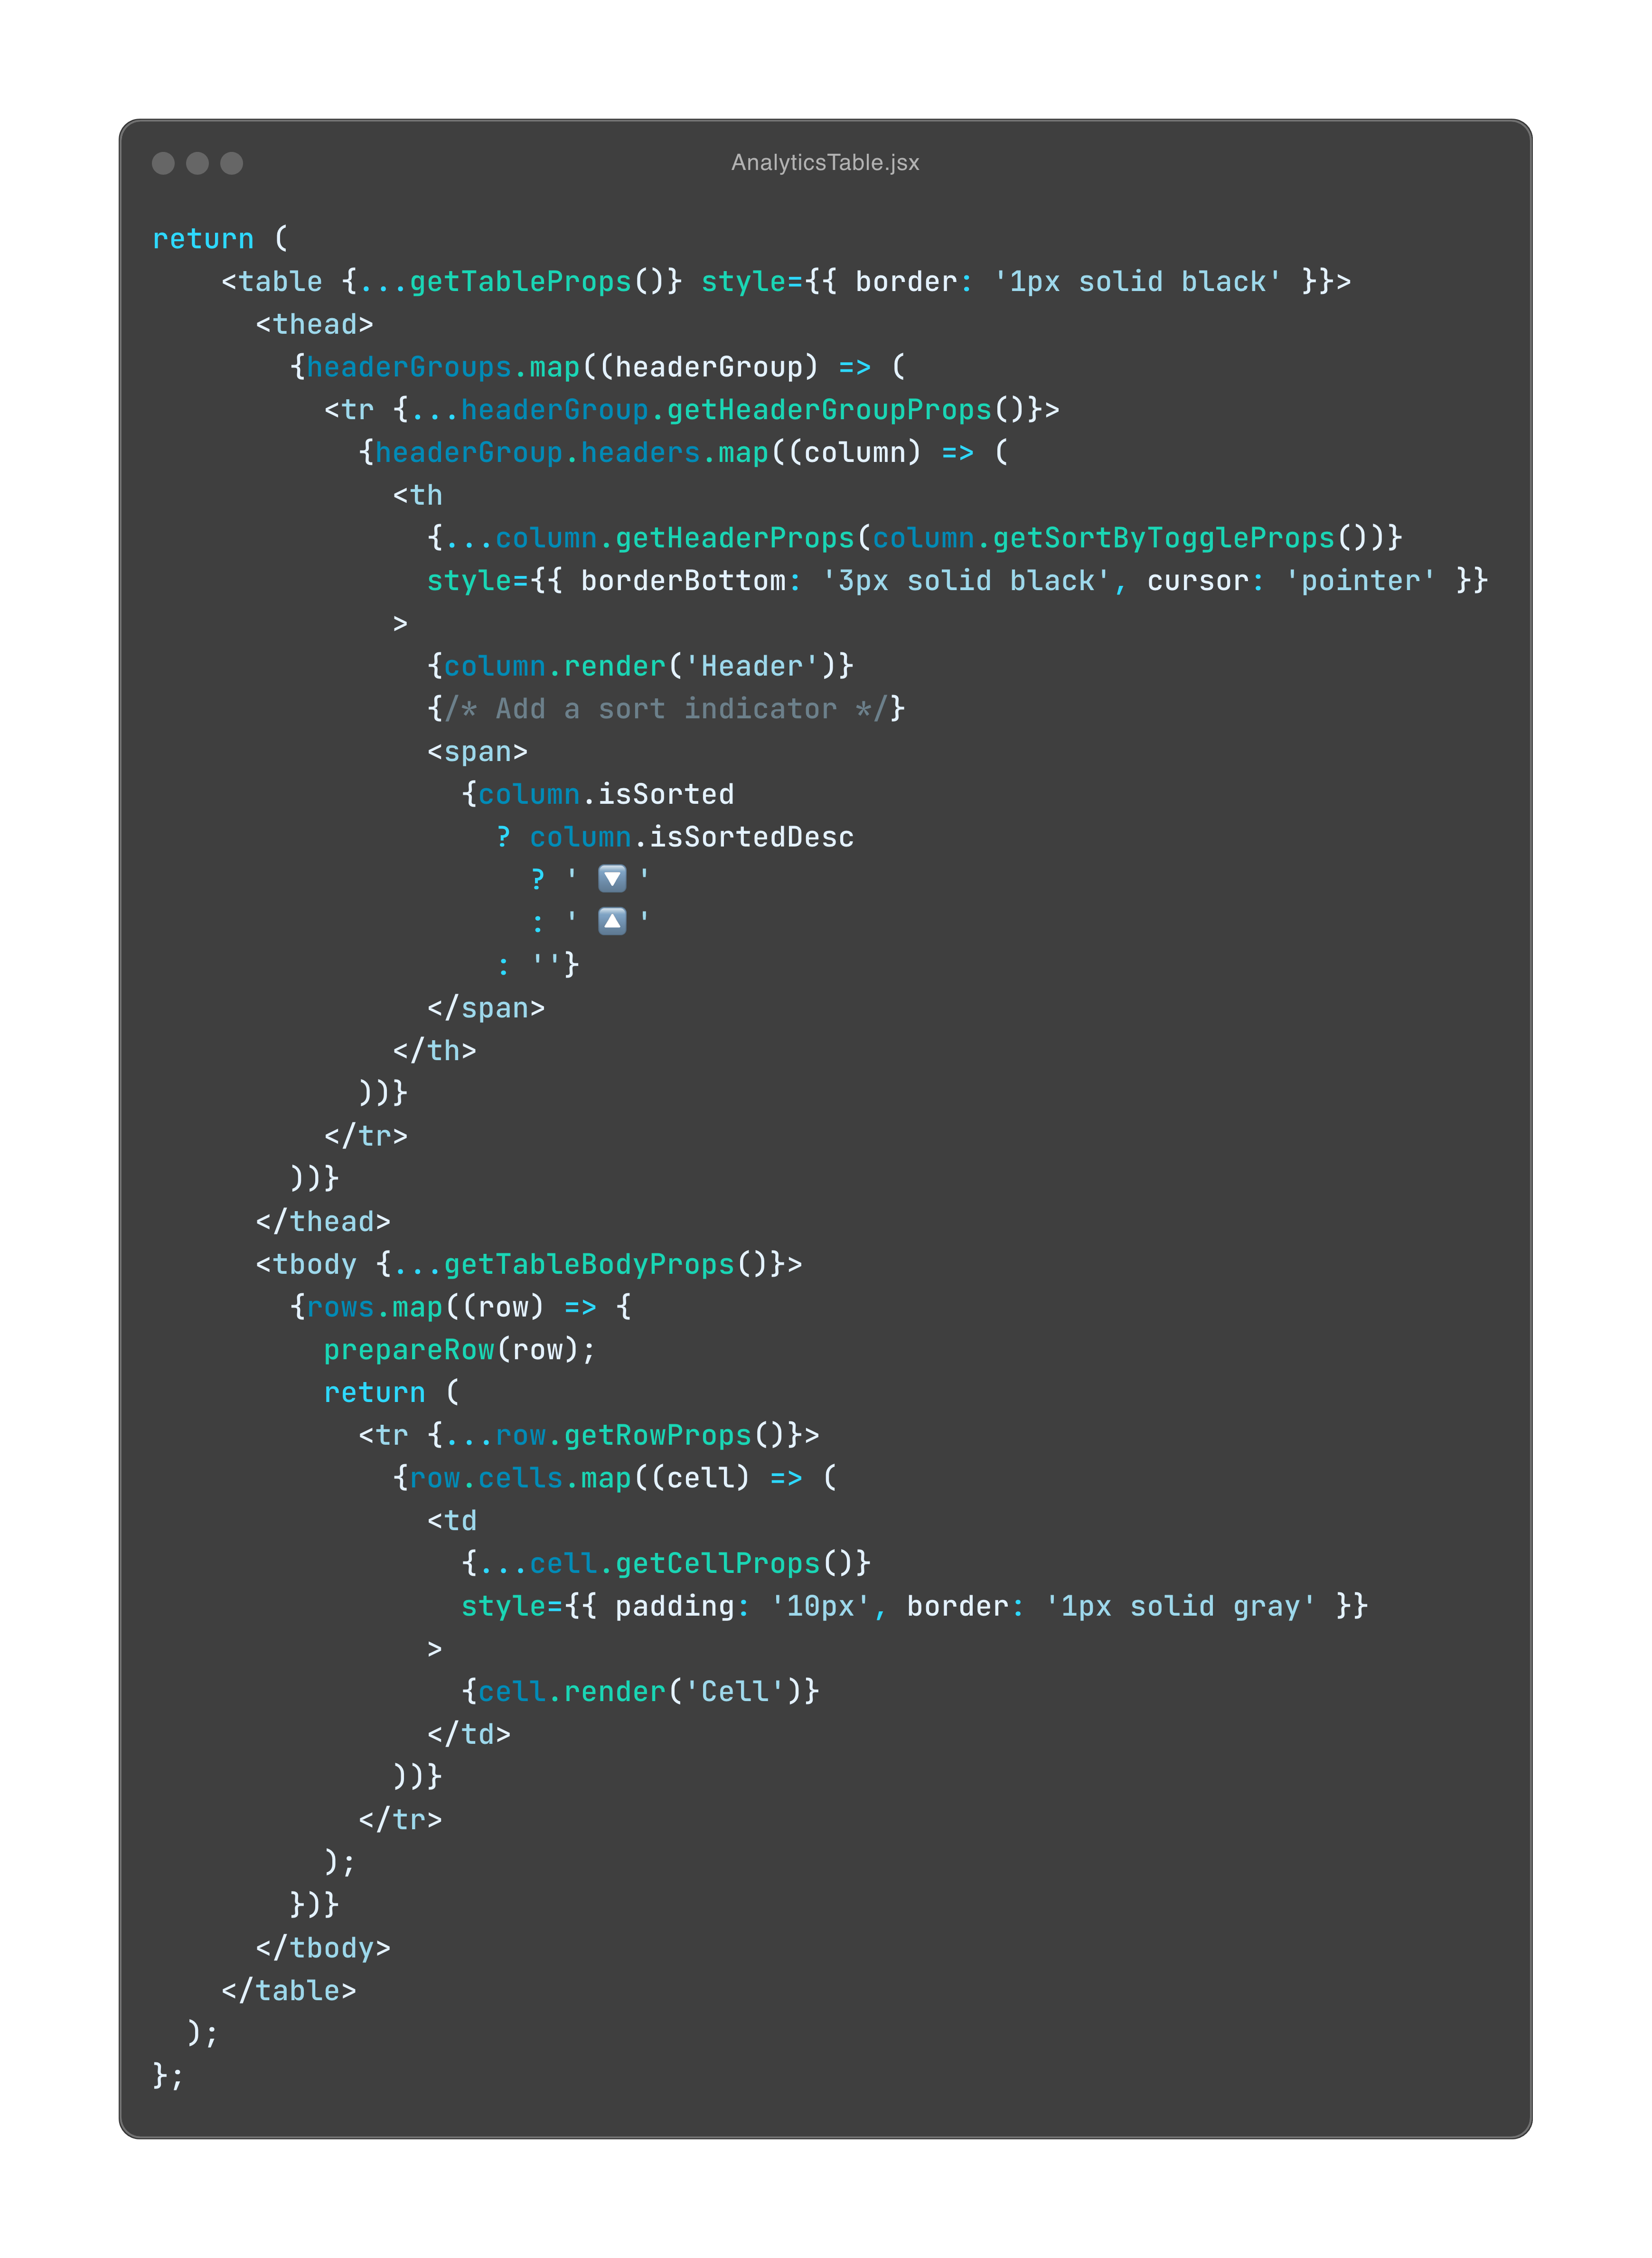 AnalyticsTable.jsx
return (
    <table {...getTableProps()} style={{ border: '1px solid black' }}>
      <thead>
        {headerGroups.map((headerGroup) => (
          <tr {...headerGroup.getHeaderGroupProps()}>
            {headerGroup.headers.map((column) => (
              <th
                {...column.getHeaderProps(column.getSortByToggleProps())}
                style={{ borderBottom: '3px solid black', cursor: 'pointer' }}
              >
                {column.render('Header')}
                {/* Add a sort indicator */}
                <span>
                  {column.isSorted
                    ? column.isSortedDesc
                      ? ' 🔽 '
                      : ' 🔼 '
                    : ''}
                </span>
              </th>
            ))}
          </tr>
        ))}
      </thead>
      <tbody {...getTableBodyProps()}>
        {rows.map((row) => {
          prepareRow(row);
          return (
            <tr {...row.getRowProps()}>
              {row.cells.map((cell) => (
                <td
                  {...cell.getCellProps()}
                  style={{ padding: '10px', border: '1px solid gray' }}
                >
                  {cell.render('Cell')}
                </td>
              ))}
            </tr>
          );
        })}
      </tbody>
    </table>
  );
};